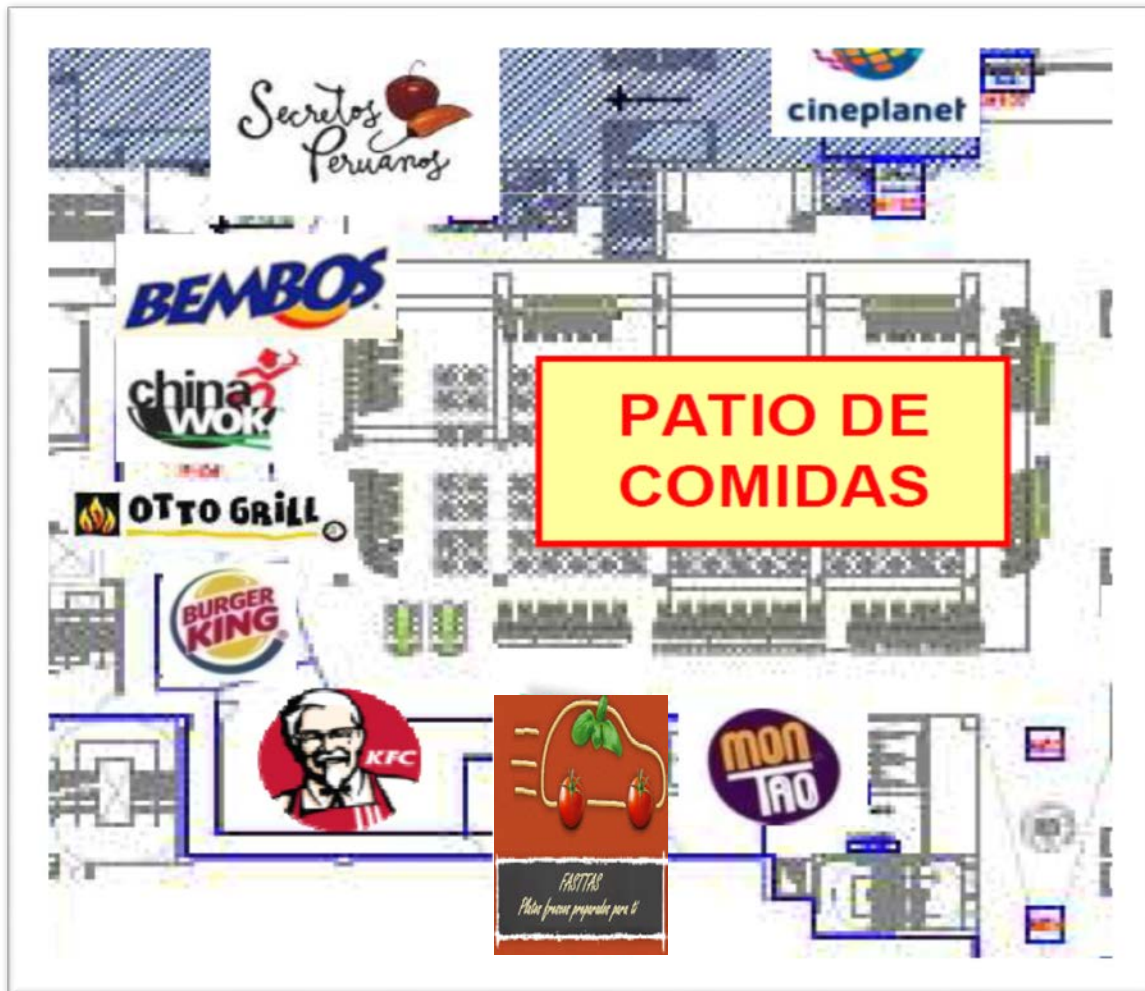 Secretos
Peruanos
cineplanet
BEMBOS
china
WOK
OTTO GRILL
PATIO DE
COMIDAS
BURGER
KING
KFC
MON
TAO
FASTTAS
Platos frescos preparados para ti